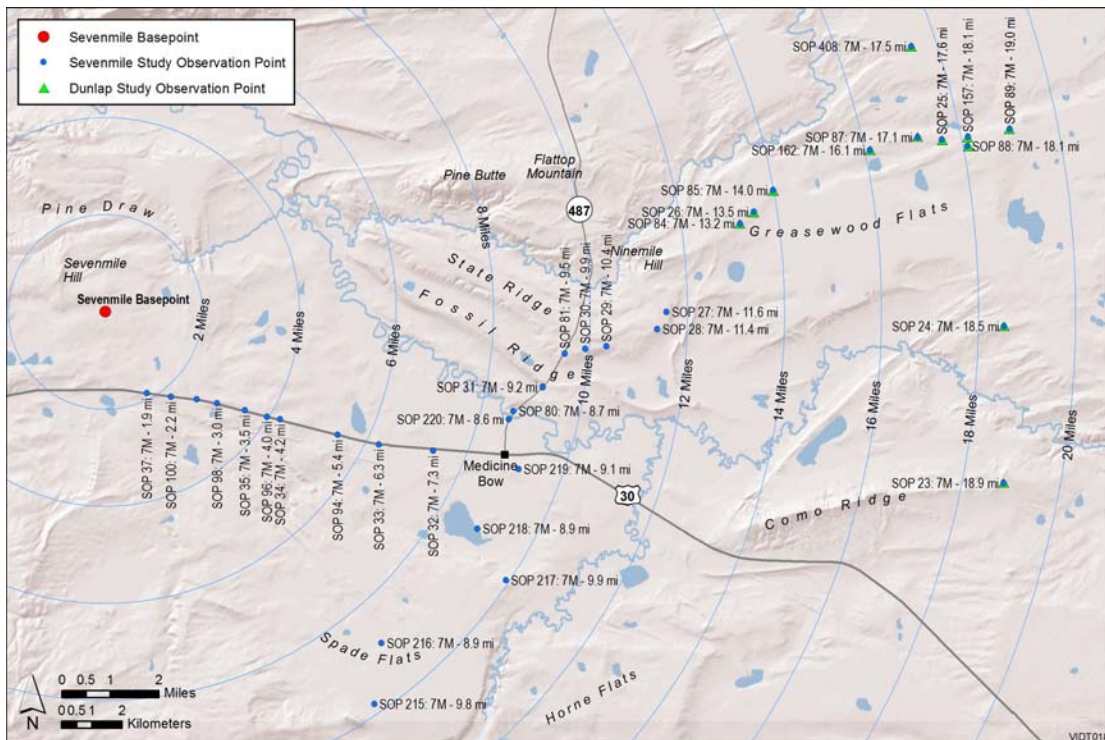 Sevenmile Basepoint
Sevenmile Study Observation Point
Dunlap Study Observation Point
SOP 408: 7M - 17.5 mi
SOP 25: 7M - 17.6 mi
SOP 157: 7M - 18.1 mi
SOP 89: 7M - 19.0 mi
SOP 87: 7M - 17.1 mi
SOP 162: 7M - 16.1 mi
SOP 88: 7M - 18.1 mi
Flattop
Mountain
Pine Butte
SOP 85: 7M - 14.0 mi
487
SOP 26: 7M - 13.5 mi
SOP 84: 7M - 13.2 mi
Greasewood Flats
Pine Draw
8 Miles
Ninemile
Hill
Sevenmile
Hill
Sevenmile Basepoint
State Ridge
Fossil Ridge
SOP 81: 7M - 9.5 mi
SOP 30: 7M - 9.9 mi
SOP 29: 7M - 10.4 mi
2 Miles
4 Miles
6 Miles
SOP 27: 7M - 11.6 mi
SOP 28: 7M - 11.4 mi
SOP 24: 7M - 18.5 mi
10 Miles
12 Miles
14 Miles
16 Miles
18 Miles
20 Miles
SOP 31: 7M - 9.2 mi
SOP 80: 7M - 8.7 mi
SOP 220: 7M - 8.6 mi
SOP 37: 7M - 1.9 mi
SOP 100: 7M - 2.2 mi
SOP 98: 7M - 3.0 mi
SOP 35: 7M - 3.5 mi
SOP 96: 7M - 4.0 mi
SOP 34: 7M - 4.2 mi
SOP 94: 7M - 5.4 mi
SOP 33: 7M - 6.3 mi
SOP 32: 7M - 7.3 mi
Medicine
Bow
SOP 219: 7M - 9.1 mi
30
SOP 23: 7M - 18.9 mi
Como Ridge
SOP 218: 7M - 8.9 mi
SOP 217: 7M - 9.9 mi
SOP 216: 7M - 8.9 mi
Spade Flats
SOP 215: 7M - 9.8 mi
Horne Flats
N
0 0.5 1 2
Miles
0 0.5 1 2
Kilometers
VIDT018